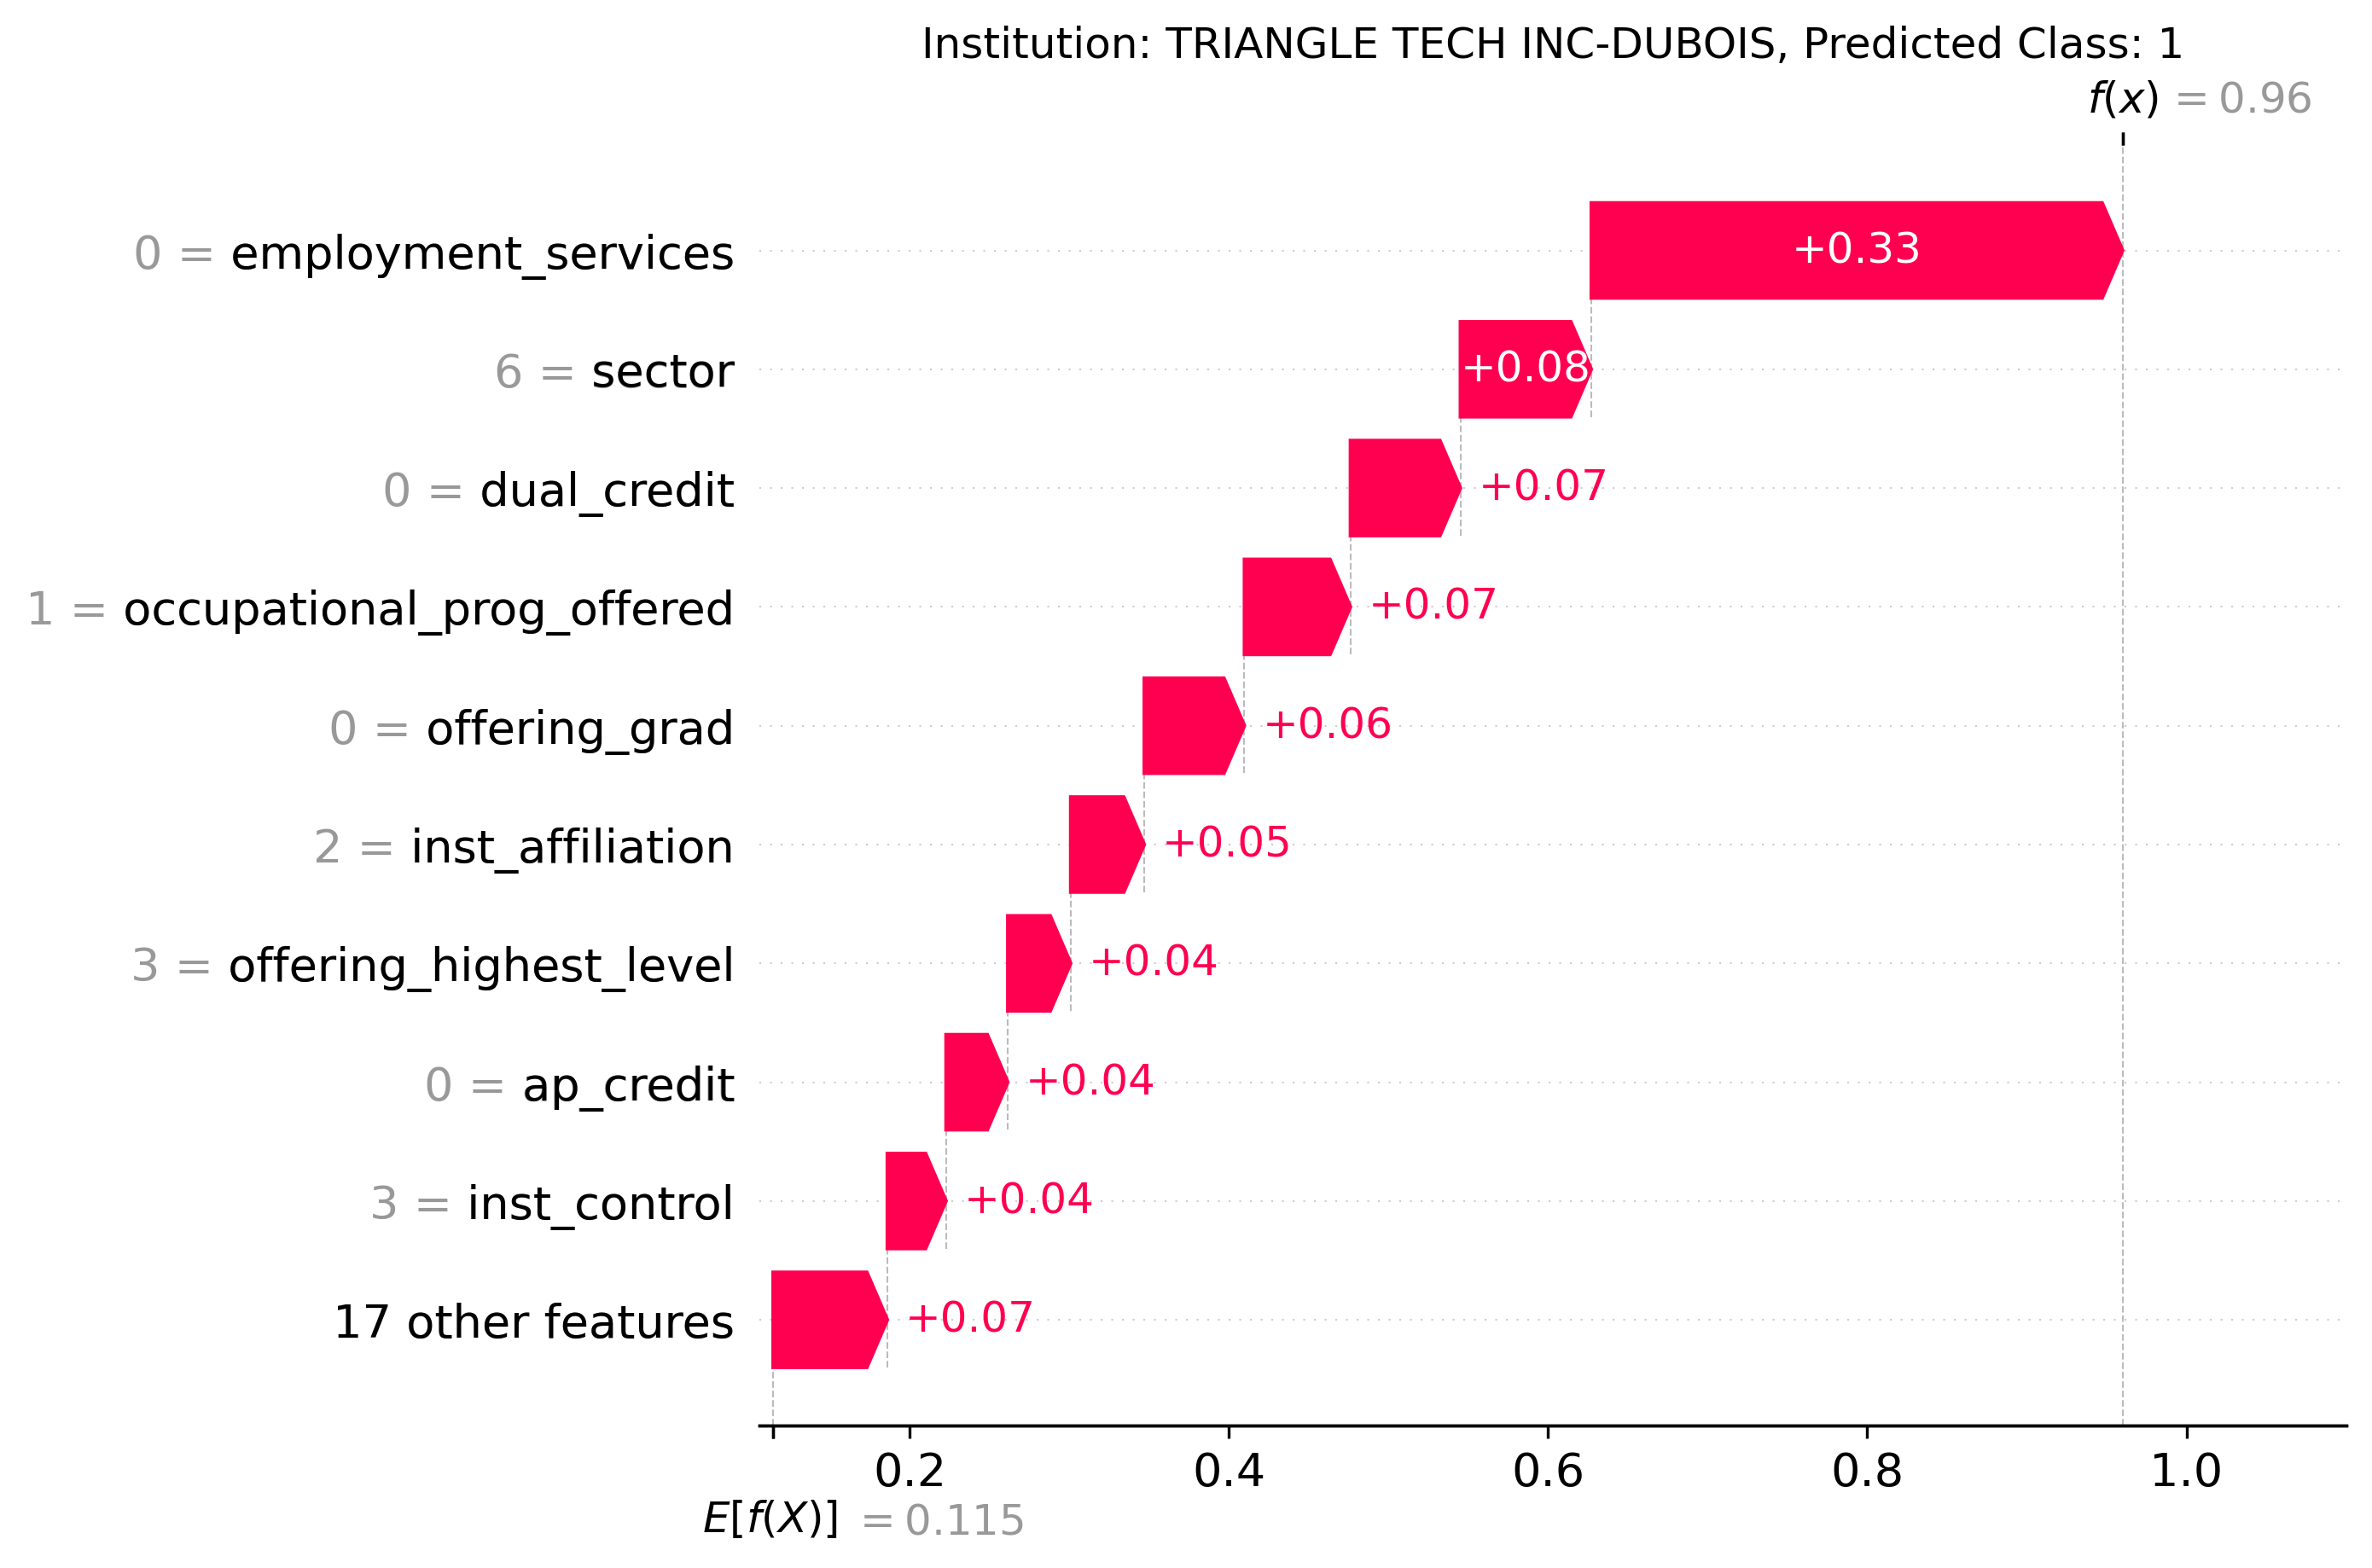 Institution: TRIANGLE TECH INC-DUBOIS, Predicted Class: 1
f(x) = 0.96
0 = employment_services +0.33
6 = sector +0.08
0 = dual_credit +0.07
1 = occupational_prog_offered +0.07
0 = offering_grad +0.06
2 = inst_affiliation +0.05
3 = offering_highest_level +0.04
0 = ap_credit +0.04
3 = inst_control +0.04
17 other features +0.07
0.2 0.4 0.6 0.8 1.0
E[f(X)] = 0.115